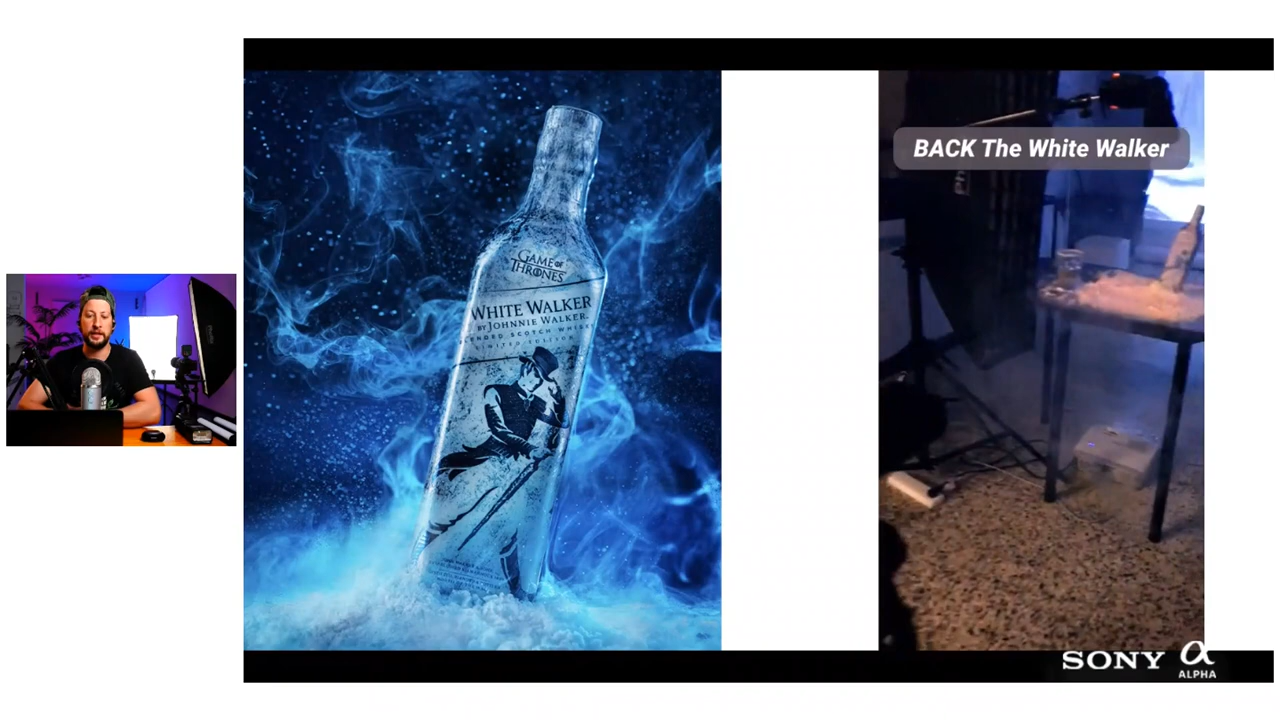 GAME OF
THRONES
WHITE WALKER
BY JOHNNIE WALKER
BLENDED SCOTCH WHISKY
LIMITED EDITION
BACK The White Walker
SONY α
ALPHA